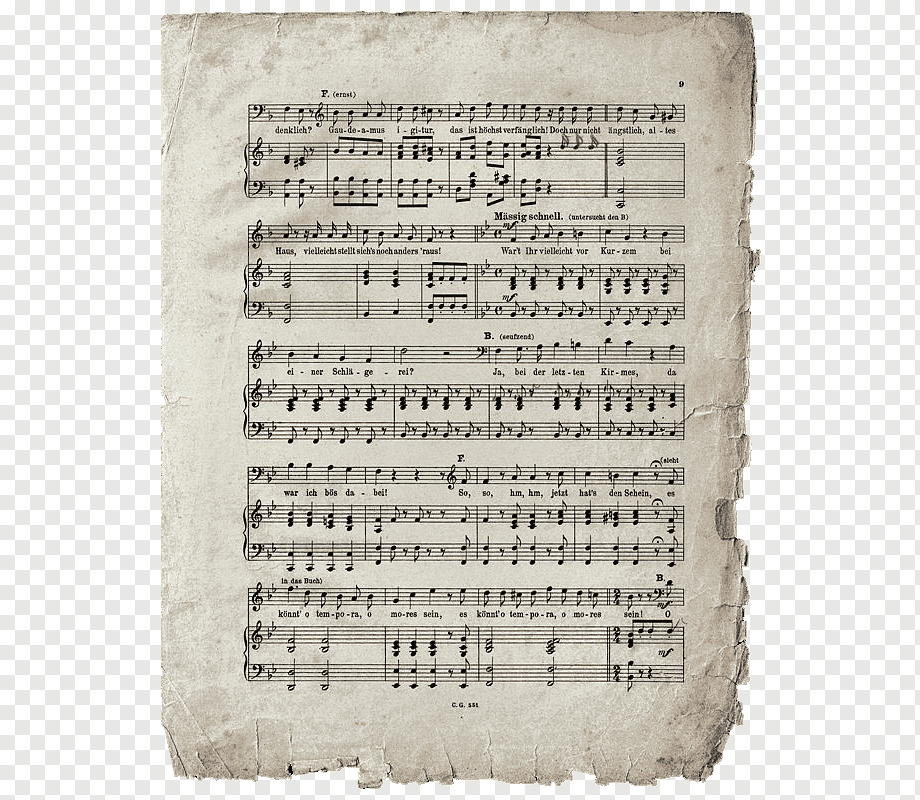 9
F. (ernst)
denklich? Gau-de-a-mus i-gi-tur, das ist höchst verfänglich! Doch nur nicht ängstlich, al-tes
Mässig schnell. (untersucht den B)
mf
Haus, vielleicht stellt sich's noch anders 'raus! War't Ihr vielleicht vor Kur-zem bei
mf
B. (seufzend)
ei-ner Schlä-ge-rei? Ja, bei der letz-ten Kir-mes, da
F. (sieht
war ich bös da-bei! So, so, hm, hm, jetzt hat's den Schein, es
in das Buch) B.
mf
könnt' o tem-po-ra, o mo-res sein, es könnt' o tem-po-ra, o mo-res sein! O
mf
C. G. 551